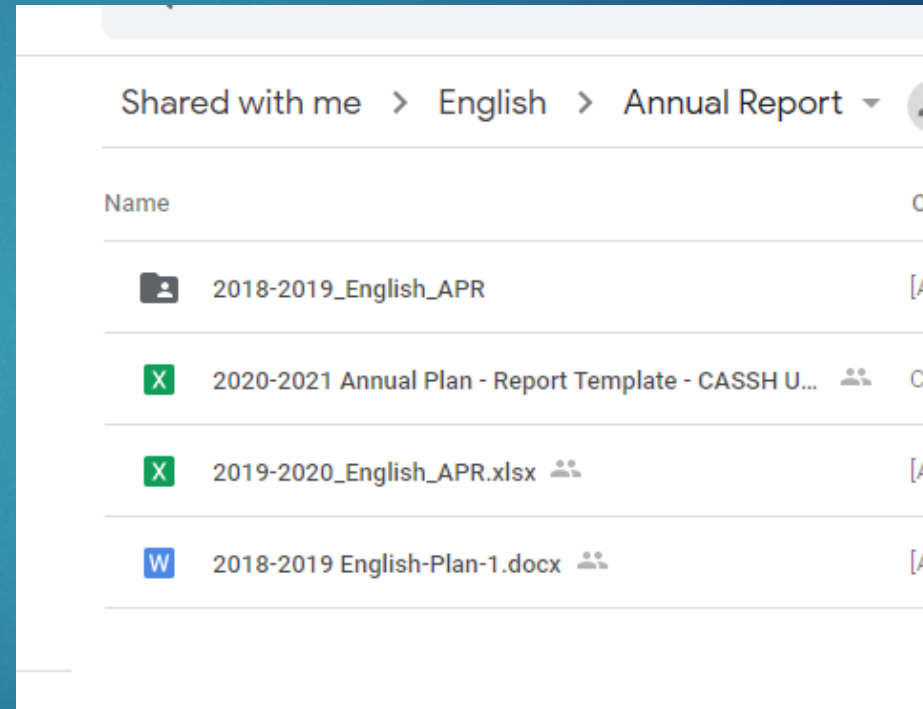 Shared with me > English > Annual Report
Name
2018-2019_English_APR
X 2020-2021 Annual Plan - Report Template - CASSH U...
X 2019-2020_English_APR.xlsx
W 2018-2019 English-Plan-1.docx